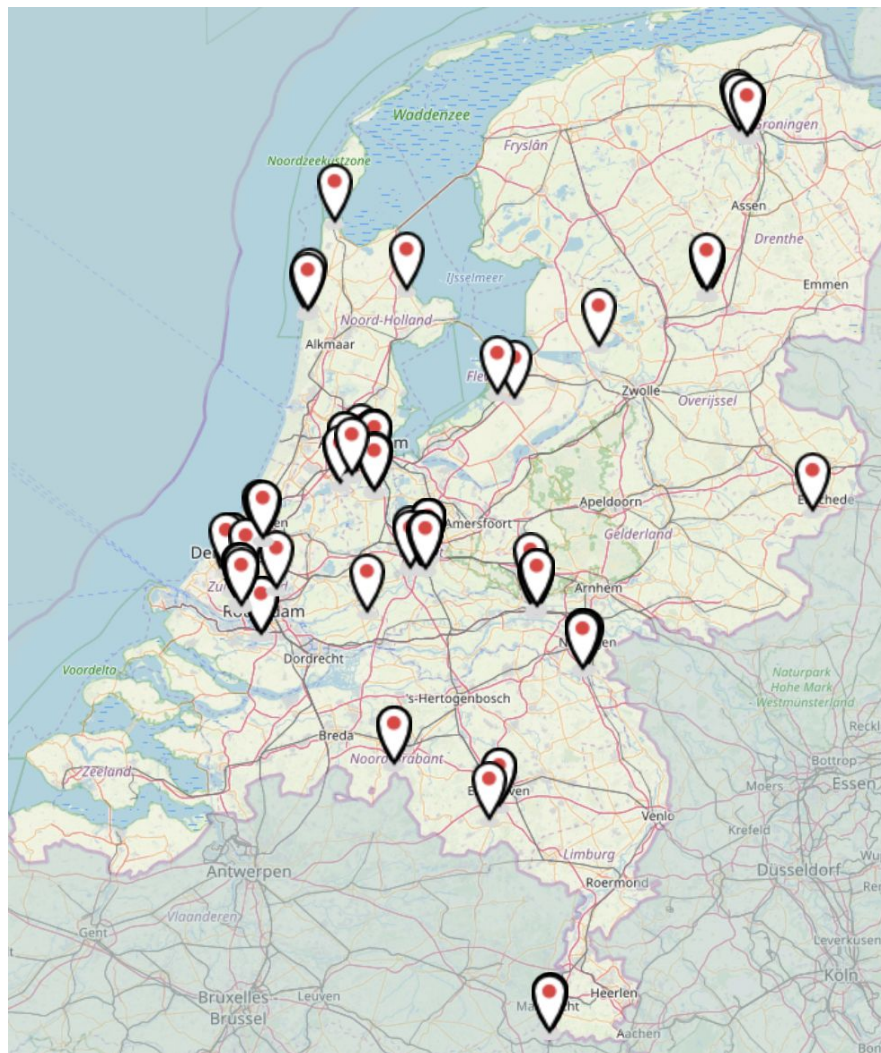 Waddenzee
Groningen
Fryslân
Noordzeekustzone
Assen
Drenthe
IJsselmeer
Emmen
Noord-Holland
Alkmaar
Zwolle
Overijssel
Apeldoorn
Amersfoort
Gelderland
Arnhem
Dordrecht
Voordelta
Naturpark
Hohe Mark
- Westmunsterland
's-Hertogenbosch
Breda
Noord-Brabant
Zeeland
Bottrop
Essen
Moers
Venlo
Krefeld
Limburg
Antwerpen
Düsseldorf
Roermond
Vlaanderen
Gent
Leverkusen
Köln
Bruxelles
Brussel
Leuven
Heerlen
Aachen